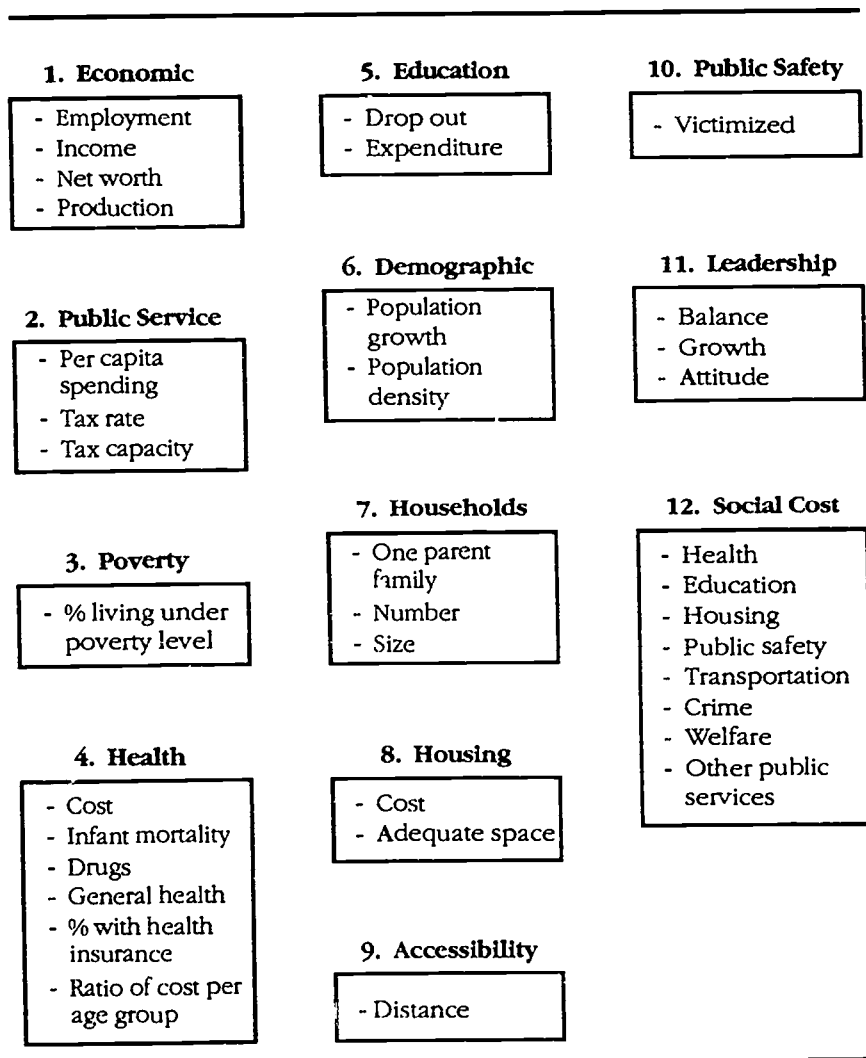 1. Economic
- Employment
- Income
- Net worth
- Production
2. Public Service
- Per capita
spending
- Tax rate
- Tax capacity
3. Poverty
- % living under
poverty level
4. Health
- Cost
- Infant mortality
- Drugs
- General health
- % with health
insurance
- Ratio of cost per
age group
5. Education
- Drop out
- Expenditure
6. Demographic
- Population
growth
- Population
density
7. Households
- One parent
family
- Number
- Size
8. Housing
- Cost
- Adequate space
9. Accessibility
- Distance
10. Public Safety
- Victimized
11. Leadership
- Balance
- Growth
- Attitude
12. Social Cost
- Health
- Education
- Housing
- Public safety
- Transportation
- Crime
- Welfare
- Other public
services